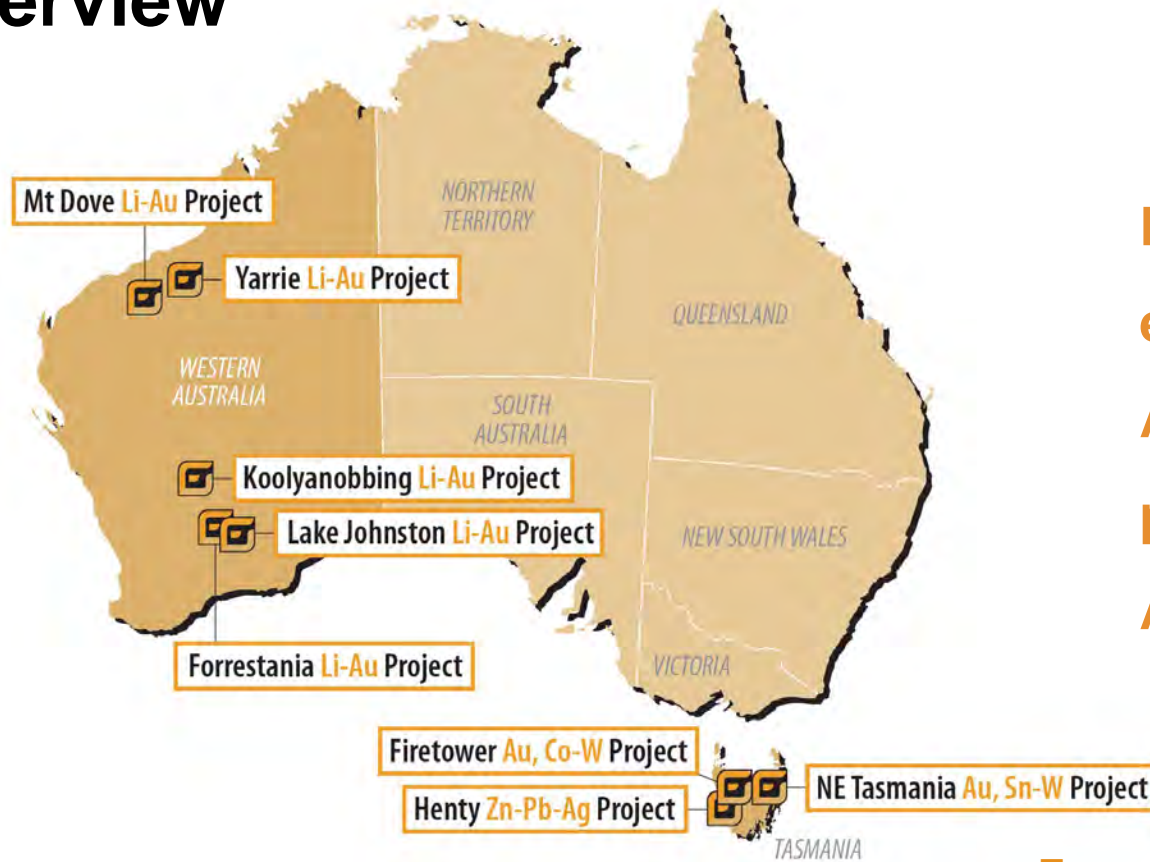 Mt Dove Li-Au Project
Yarrie Li-Au Project
NORTHERN
TERRITORY
QUEENSLAND
WESTERN
AUSTRALIA
SOUTH
AUSTRALIA
Koolyanobbing Li-Au Project
Lake Johnston Li-Au Project
NEW SOUTH WALES
Forrestania Li-Au Project
VICTORIA
Firetower Au, Co-W Project
Henty Zn-Pb-Ag Project
NE Tasmania Au, Sn-W Project
TASMANIA